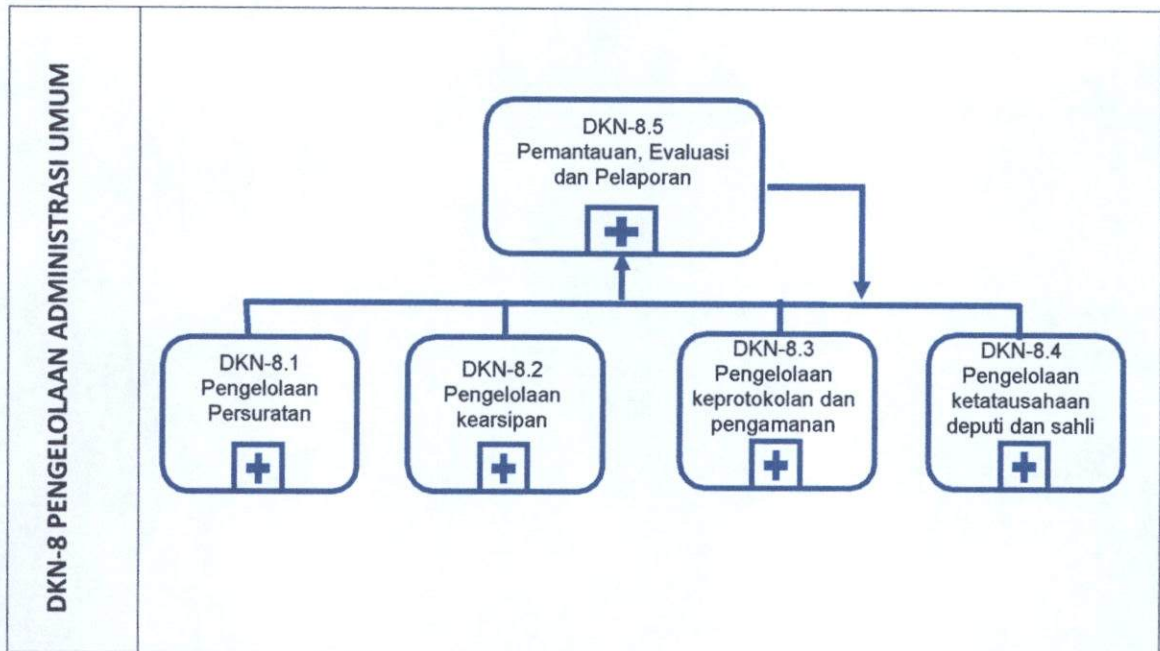 DKN-8 PENGELOLAAN ADMINISTRASI UMUM
DKN-8.5
Pemantauan, Evaluasi
dan Pelaporan
DKN-8.1
Pengelolaan
Persuratan
DKN-8.2
Pengelolaan
kearsipan
DKN-8.3
Pengelolaan
keprotokolan dan
pengamanan
DKN-8.4
Pengelolaan
ketatausahaan
deputi dan sahli